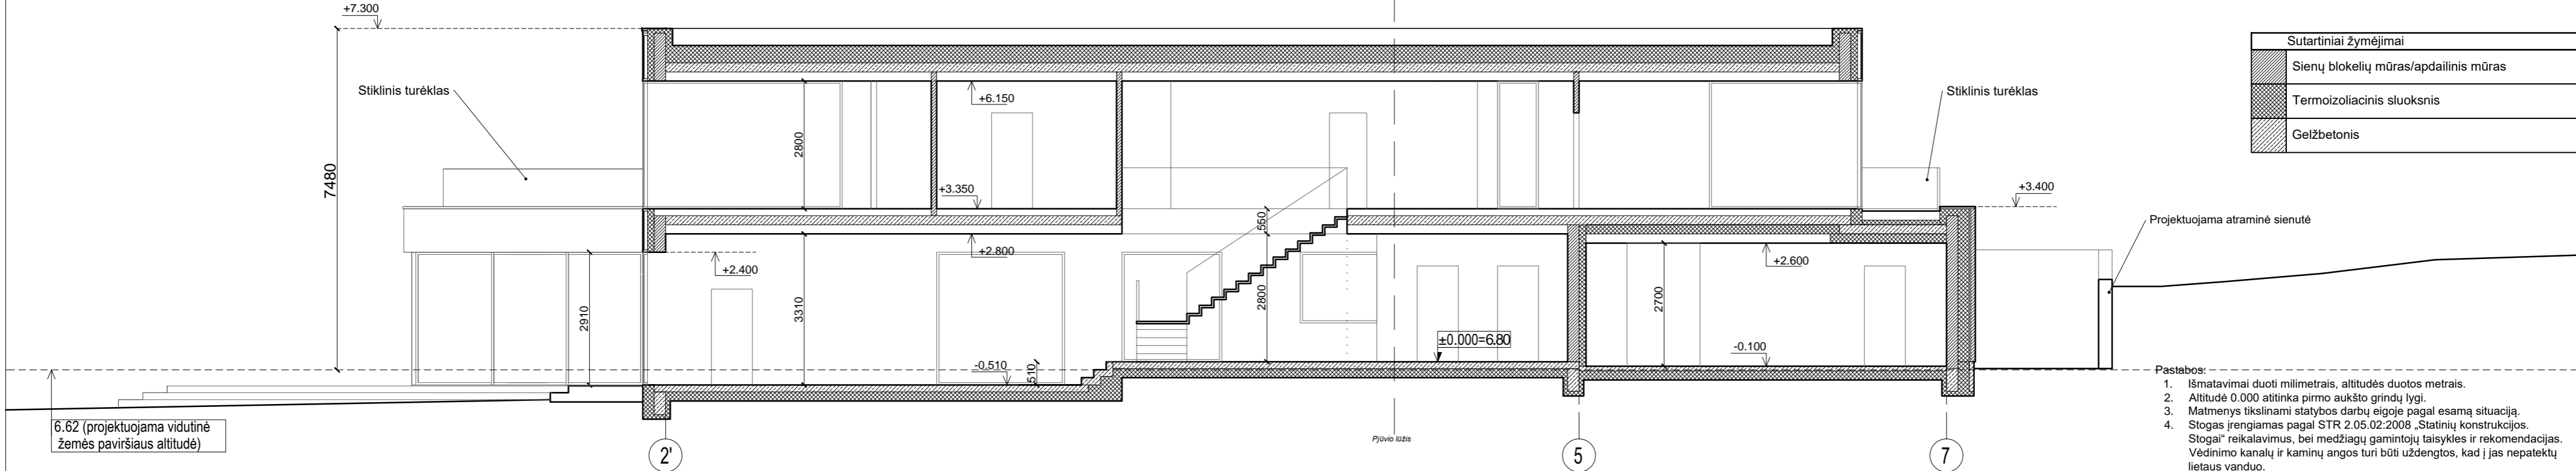 +7.300
Sutartiniai žymėjimai
Sienų blokelių mūras/apdailinis mūras
Termoizoliacinis sluoksnis
Gelžbetonis
Stiklinis turėklas
+6.150
Stiklinis turėklas
2800
7480
+3.350
+3.400
550
Projektuojama atraminė sienutė
+2.400
+2.800
+2.600
2910
3310
2800
2700
±0.000=6.80
-0,510
510
-0.100
6.62 (projektuojama vidutinė
žemės paviršiaus altitudė)
2'
Pjūvio lūžis
5
7
Pastabos:
1. Išmatavimai duoti milimetrais, altitudės duotos metrais.
2. Altitudė 0.000 atitinka pirmo aukšto grindų lygį.
3. Matmenys tikslinami statybos darbų eigoje pagal esamą situaciją.
4. Stogas įrengiamas pagal STR 2.05.02:2008 „Statinių konstrukcijos.
Stogai“ reikalavimus, bei medžiagų gamintojų taisykles ir rekomendacijas.
Vėdinimo kanalų ir kaminų angos turi būti uždengtos, kad į jas nepatektų
lietaus vanduo.